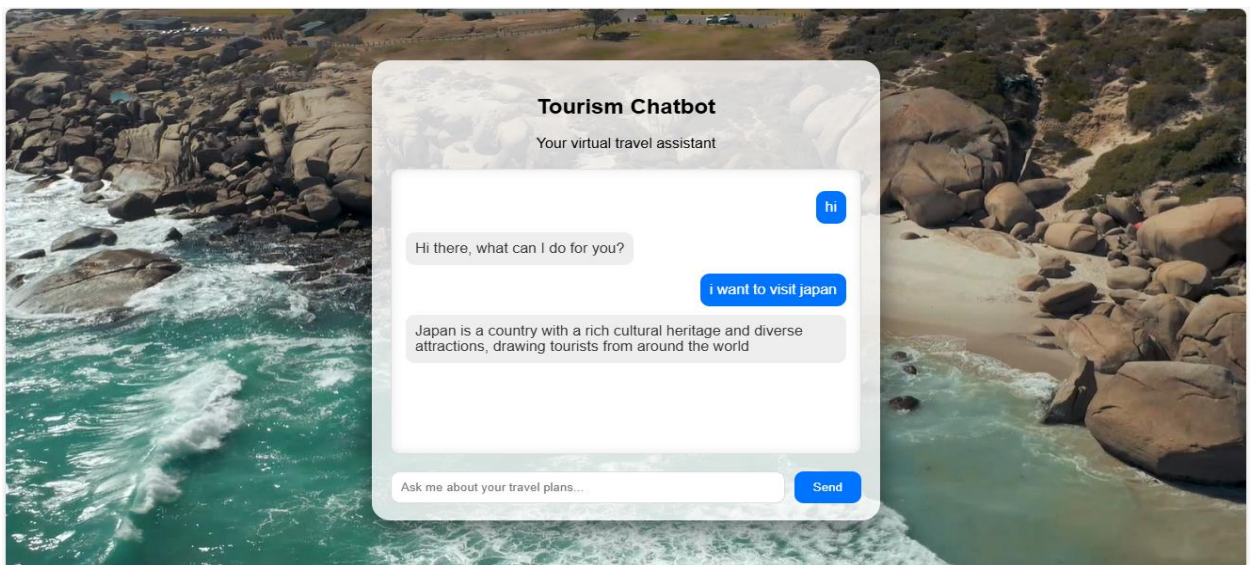 Tourism Chatbot
Your virtual travel assistant
hi
Hi there, what can I do for you?
i want to visit japan
Japan is a country with a rich cultural heritage and diverse
attractions, drawing tourists from around the world
Ask me about your travel plans...
Send